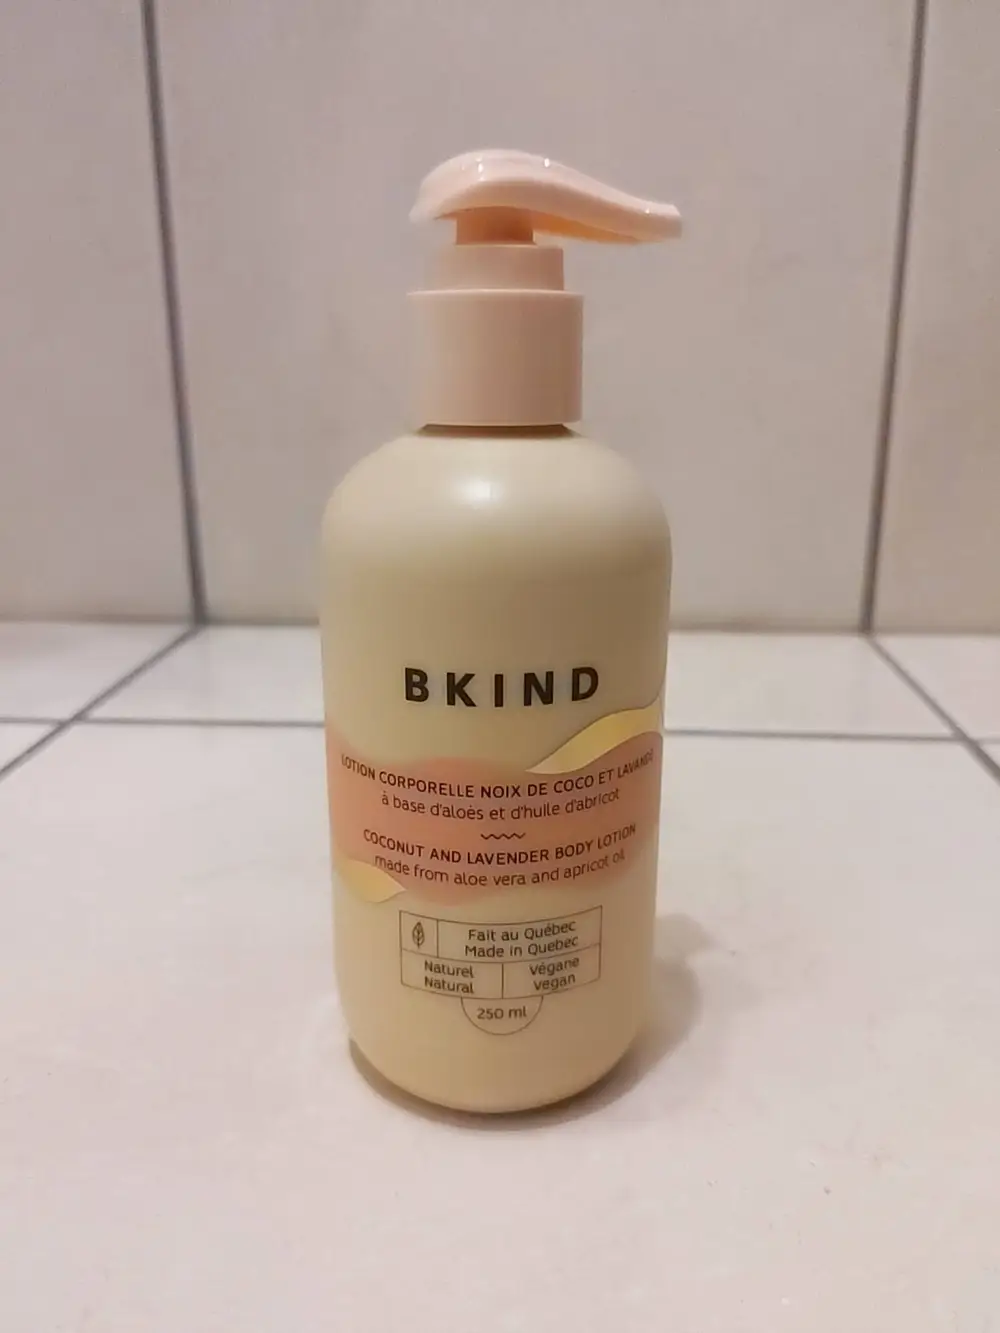 BKIND
LOTION CORPORELLE NOIX DE COCO ET LAVANDE
à base d'aloès et d'huile d'abricot
COCONUT AND LAVENDER BODY LOTION
made from aloe vera and apricot oil
Fait au Québec
Made in Quebec
Naturel
Natural
Végane
Vegan
250 ml